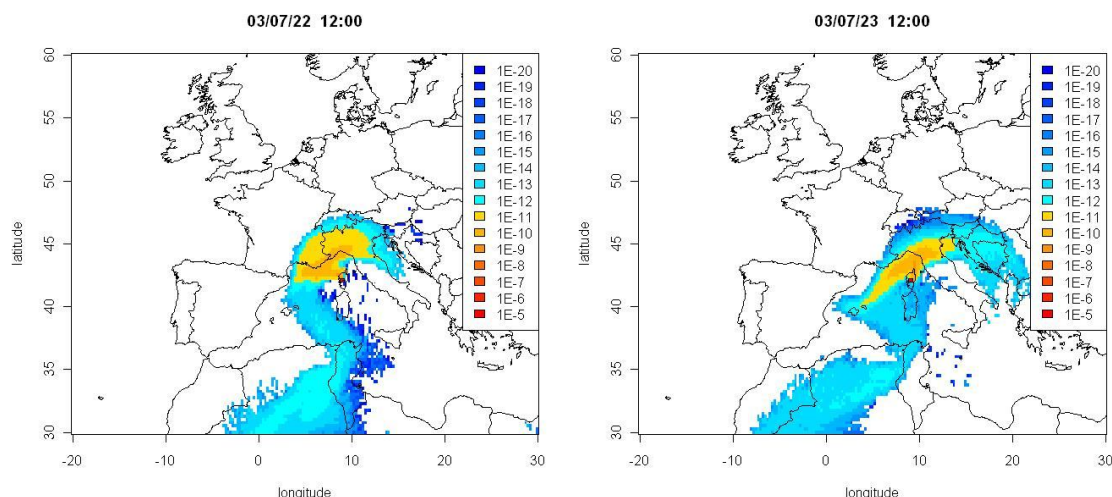 03/07/22 12:00
60
55
50
45
40
35
30
latitude
-20
-10
0
10
20
30
longitude
1E-20
1E-19
1E-18
1E-17
1E-16
1E-15
1E-14
1E-13
1E-12
1E-11
1E-10
1E-9
1E-8
1E-7
1E-6
1E-5
03/07/23 12:00
60
55
50
45
40
35
30
latitude
-20
-10
0
10
20
30
longitude
1E-20
1E-19
1E-18
1E-17
1E-16
1E-15
1E-14
1E-13
1E-12
1E-11
1E-10
1E-9
1E-8
1E-7
1E-6
1E-5